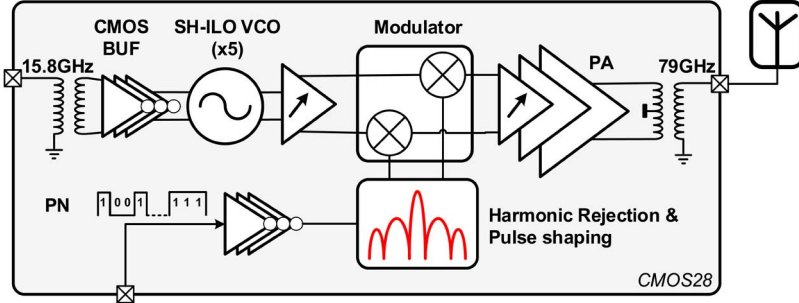 CMOS
BUF
SH-ILO VCO
(x5)
Modulator
15.8GHz
PA
79GHz
PN
1 0 0 1 1 1 1
Harmonic Rejection &
Pulse shaping
CMOS28